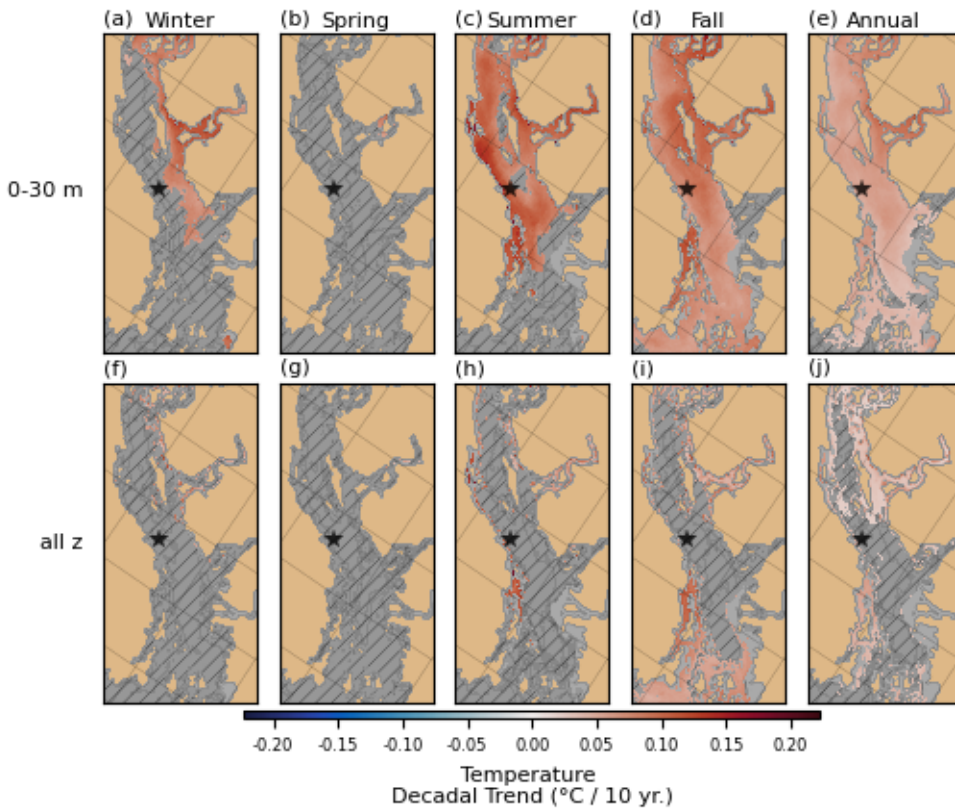 (a) Winter
(b) Spring
(c) Summer
(d) Fall
(e) Annual
0-30 m
(f)
(g)
(h)
(i)
(j)
all z
-0.20 -0.15 -0.10 -0.05 0.00 0.05 0.10 0.15 0.20
Temperature
Decadal Trend (°C / 10 yr.)